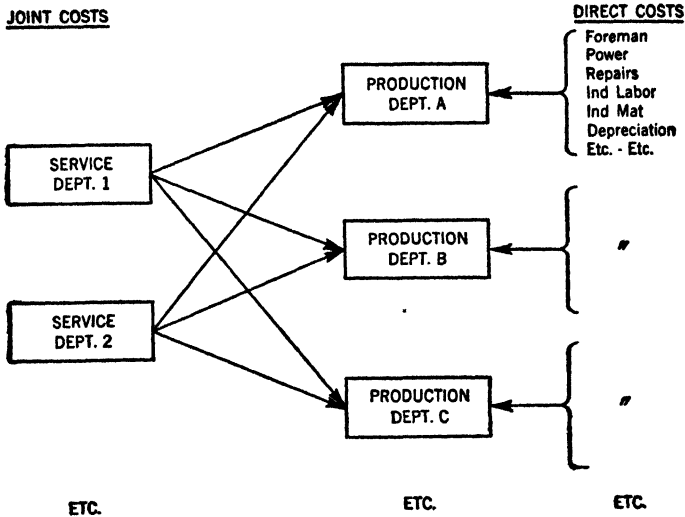 JOINT COSTS
DIRECT COSTS
Foreman
Power
Repairs
Ind Labor
Ind Mat
Depreciation
Etc. - Etc.
PRODUCTION
DEPT. A
SERVICE
DEPT. 1
PRODUCTION
DEPT. B
"
SERVICE
DEPT. 2
PRODUCTION
DEPT. C
"
ETC.
ETC.
ETC.